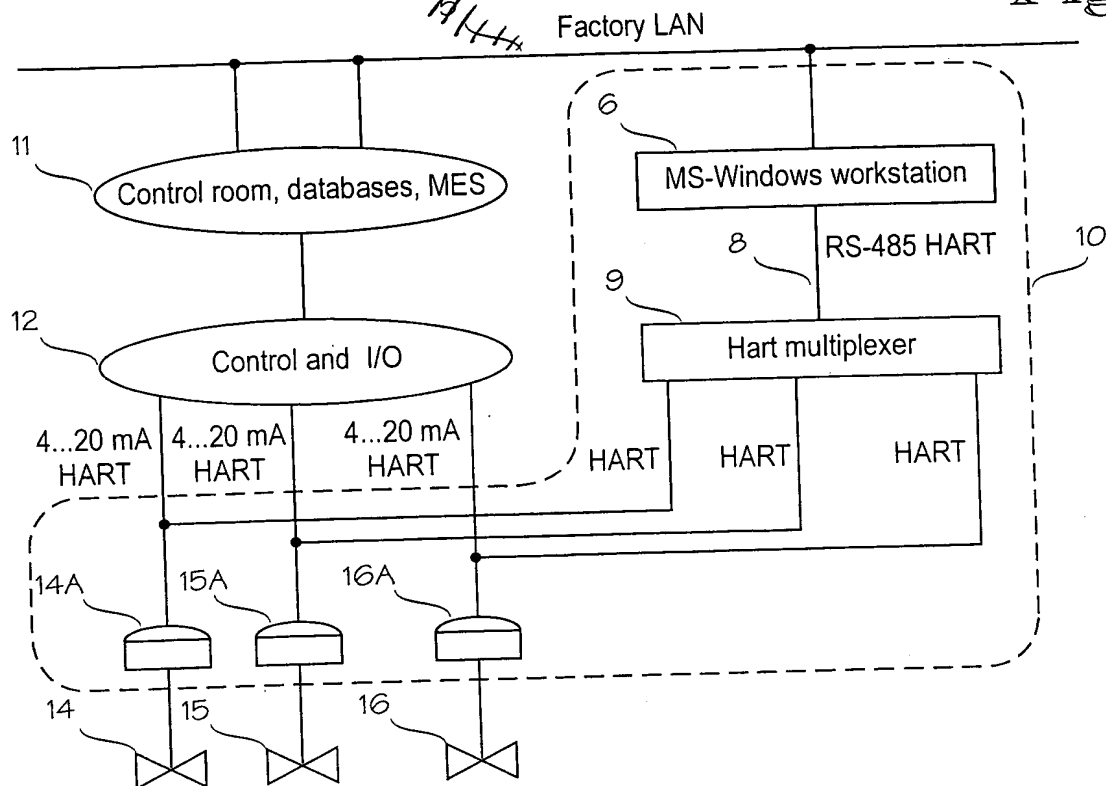 Factory LAN
6
11
Control room, databases, MES
MS-Windows workstation
8
RS-485 HART
10
9
12
Control and I/O
Hart multiplexer
4...20 mA
HART
4...20 mA
HART
4...20 mA
HART
HART
HART
HART
14A
15A
16A
14
15
16